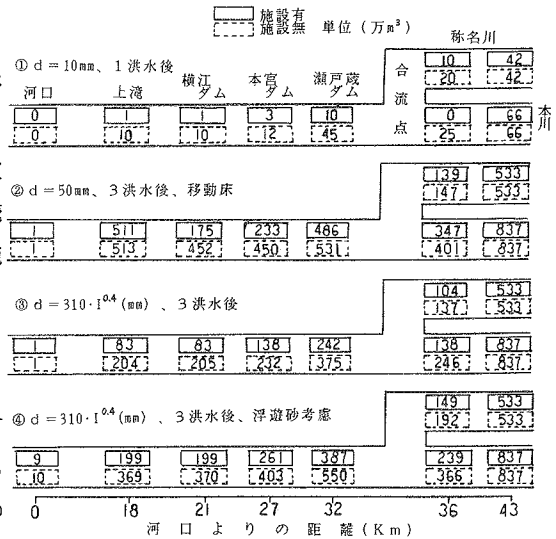 施設有
施設無 単位(万m³)
称名川
①d=10mm、1洪水後
10 42
20 42
河口 上滝 横江ダム 本宮ダム 瀬戸蔵ダム 合流点 本川
0 1 1 3 10 0 66
0 10 10 12 45 25 66
②d=50mm、3洪水後、移動床
139 533
147 533
1 511 175 233 486 347 837
1 513 452 450 531 401 837
③d=310·I^0.4(mm)、3洪水後
104 533
137 533
1 83 83 138 242 138 837
1 204 205 232 375 246 837
④d=310·I^0.4(mm)、3洪水後、浮遊砂考慮
149 533
192 533
9 199 199 261 387 239 837
10 369 370 403 550 366 837
0 18 21 27 32 36 43
河口よりの距離(Km)